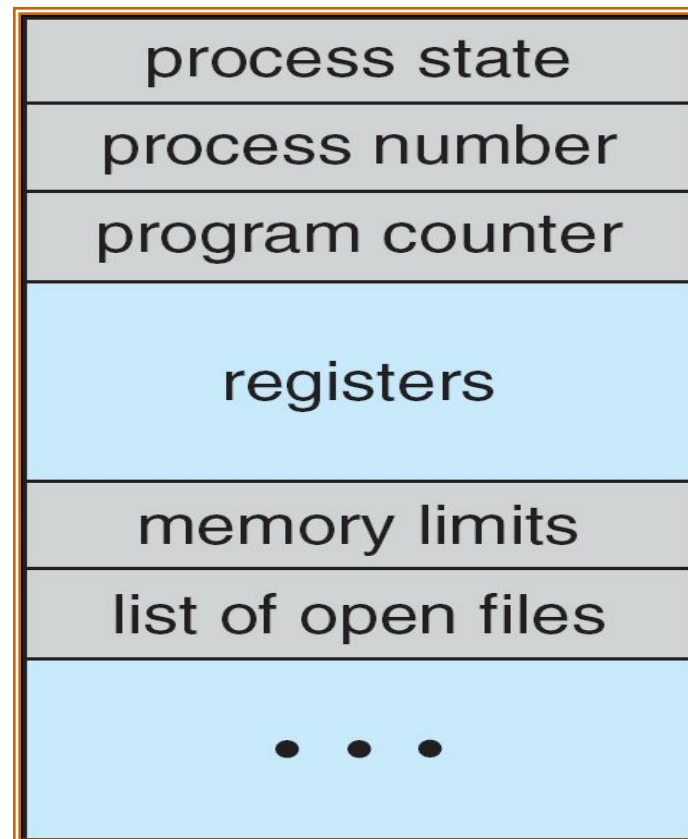 process state
process number
program counter
registers
memory limits
list of open files
• • •